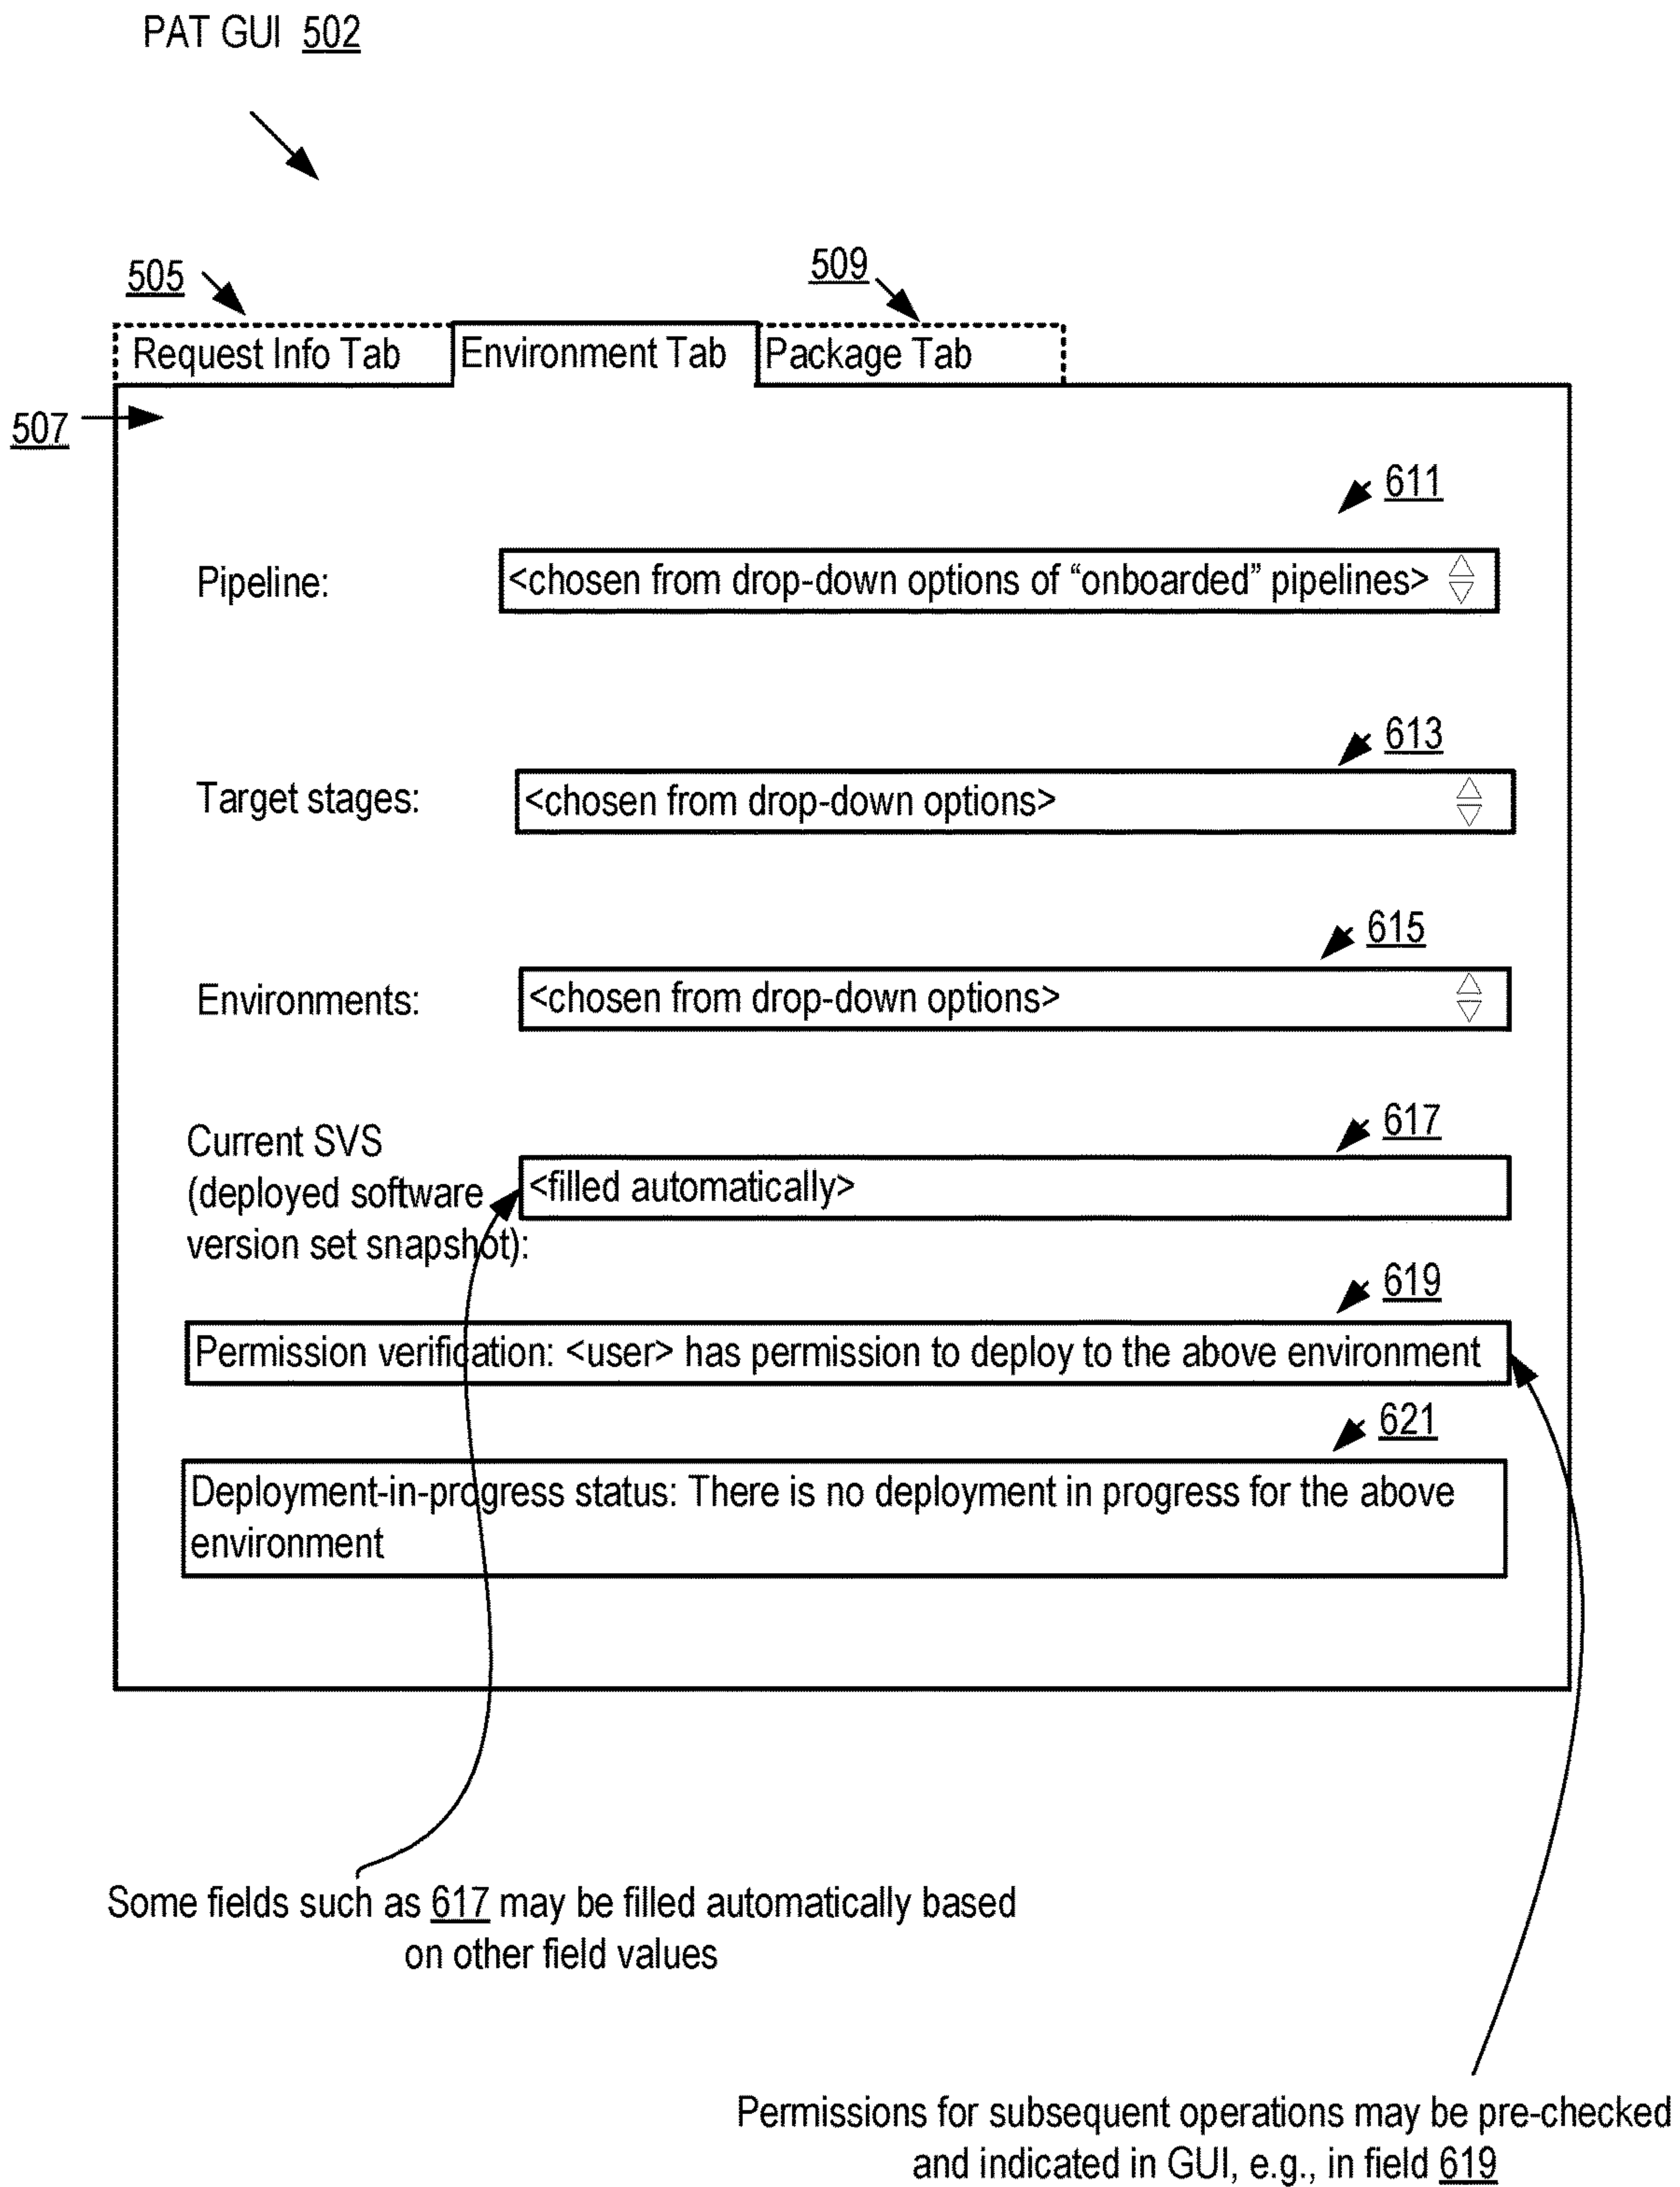 PAT GUI 502
505
509
Request Info Tab
Environment Tab
Package Tab
507
611
Pipeline:
<chosen from drop-down options of “onboarded” pipelines>
613
Target stages:
<chosen from drop-down options>
615
Environments:
<chosen from drop-down options>
617
Current SVS
(deployed software
version set snapshot):
<filled automatically>
619
Permission verification: <user> has permission to deploy to the above environment
621
Deployment-in-progress status: There is no deployment in progress for the above
environment
Some fields such as 617 may be filled automatically based
on other field values
Permissions for subsequent operations may be pre-checked
and indicated in GUI, e.g., in field 619